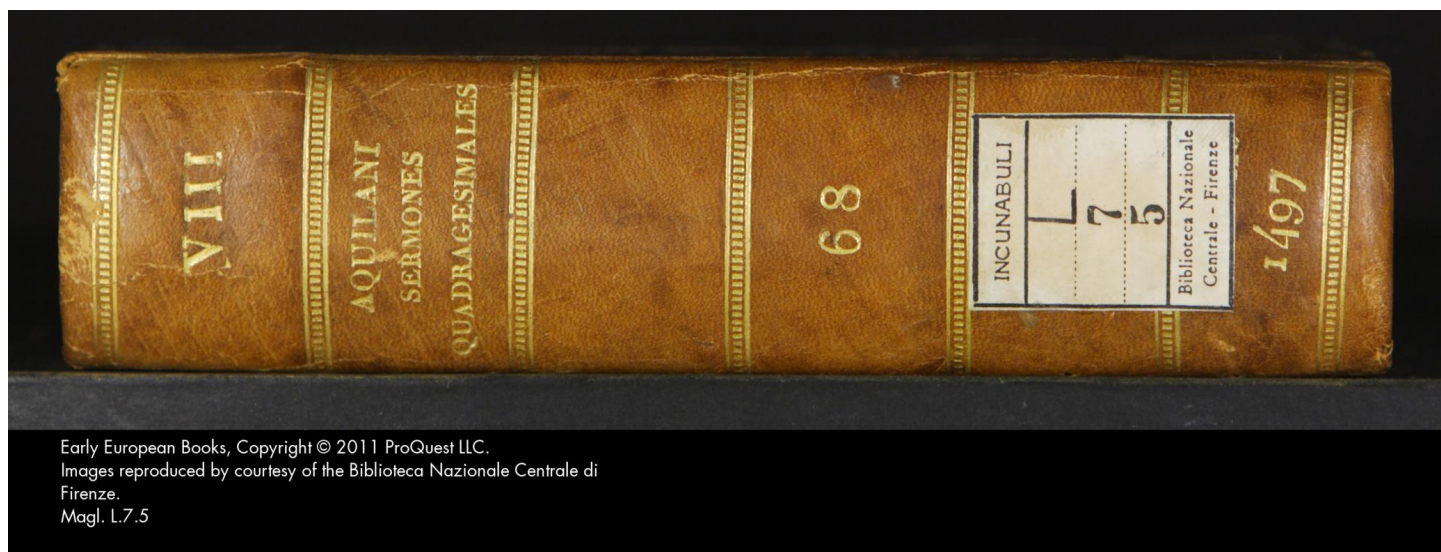 VIII
AQUILANI
SERMONES
QUADRAGESIMALES
68
INCUNABULI
L
7
5
Biblioteca Nazionale
Centrale - Firenze
1497
Early European Books, Copyright © 2011 ProQuest LLC.
Images reproduced by courtesy of the Biblioteca Nazionale Centrale di
Firenze.
Magl. L.7.5